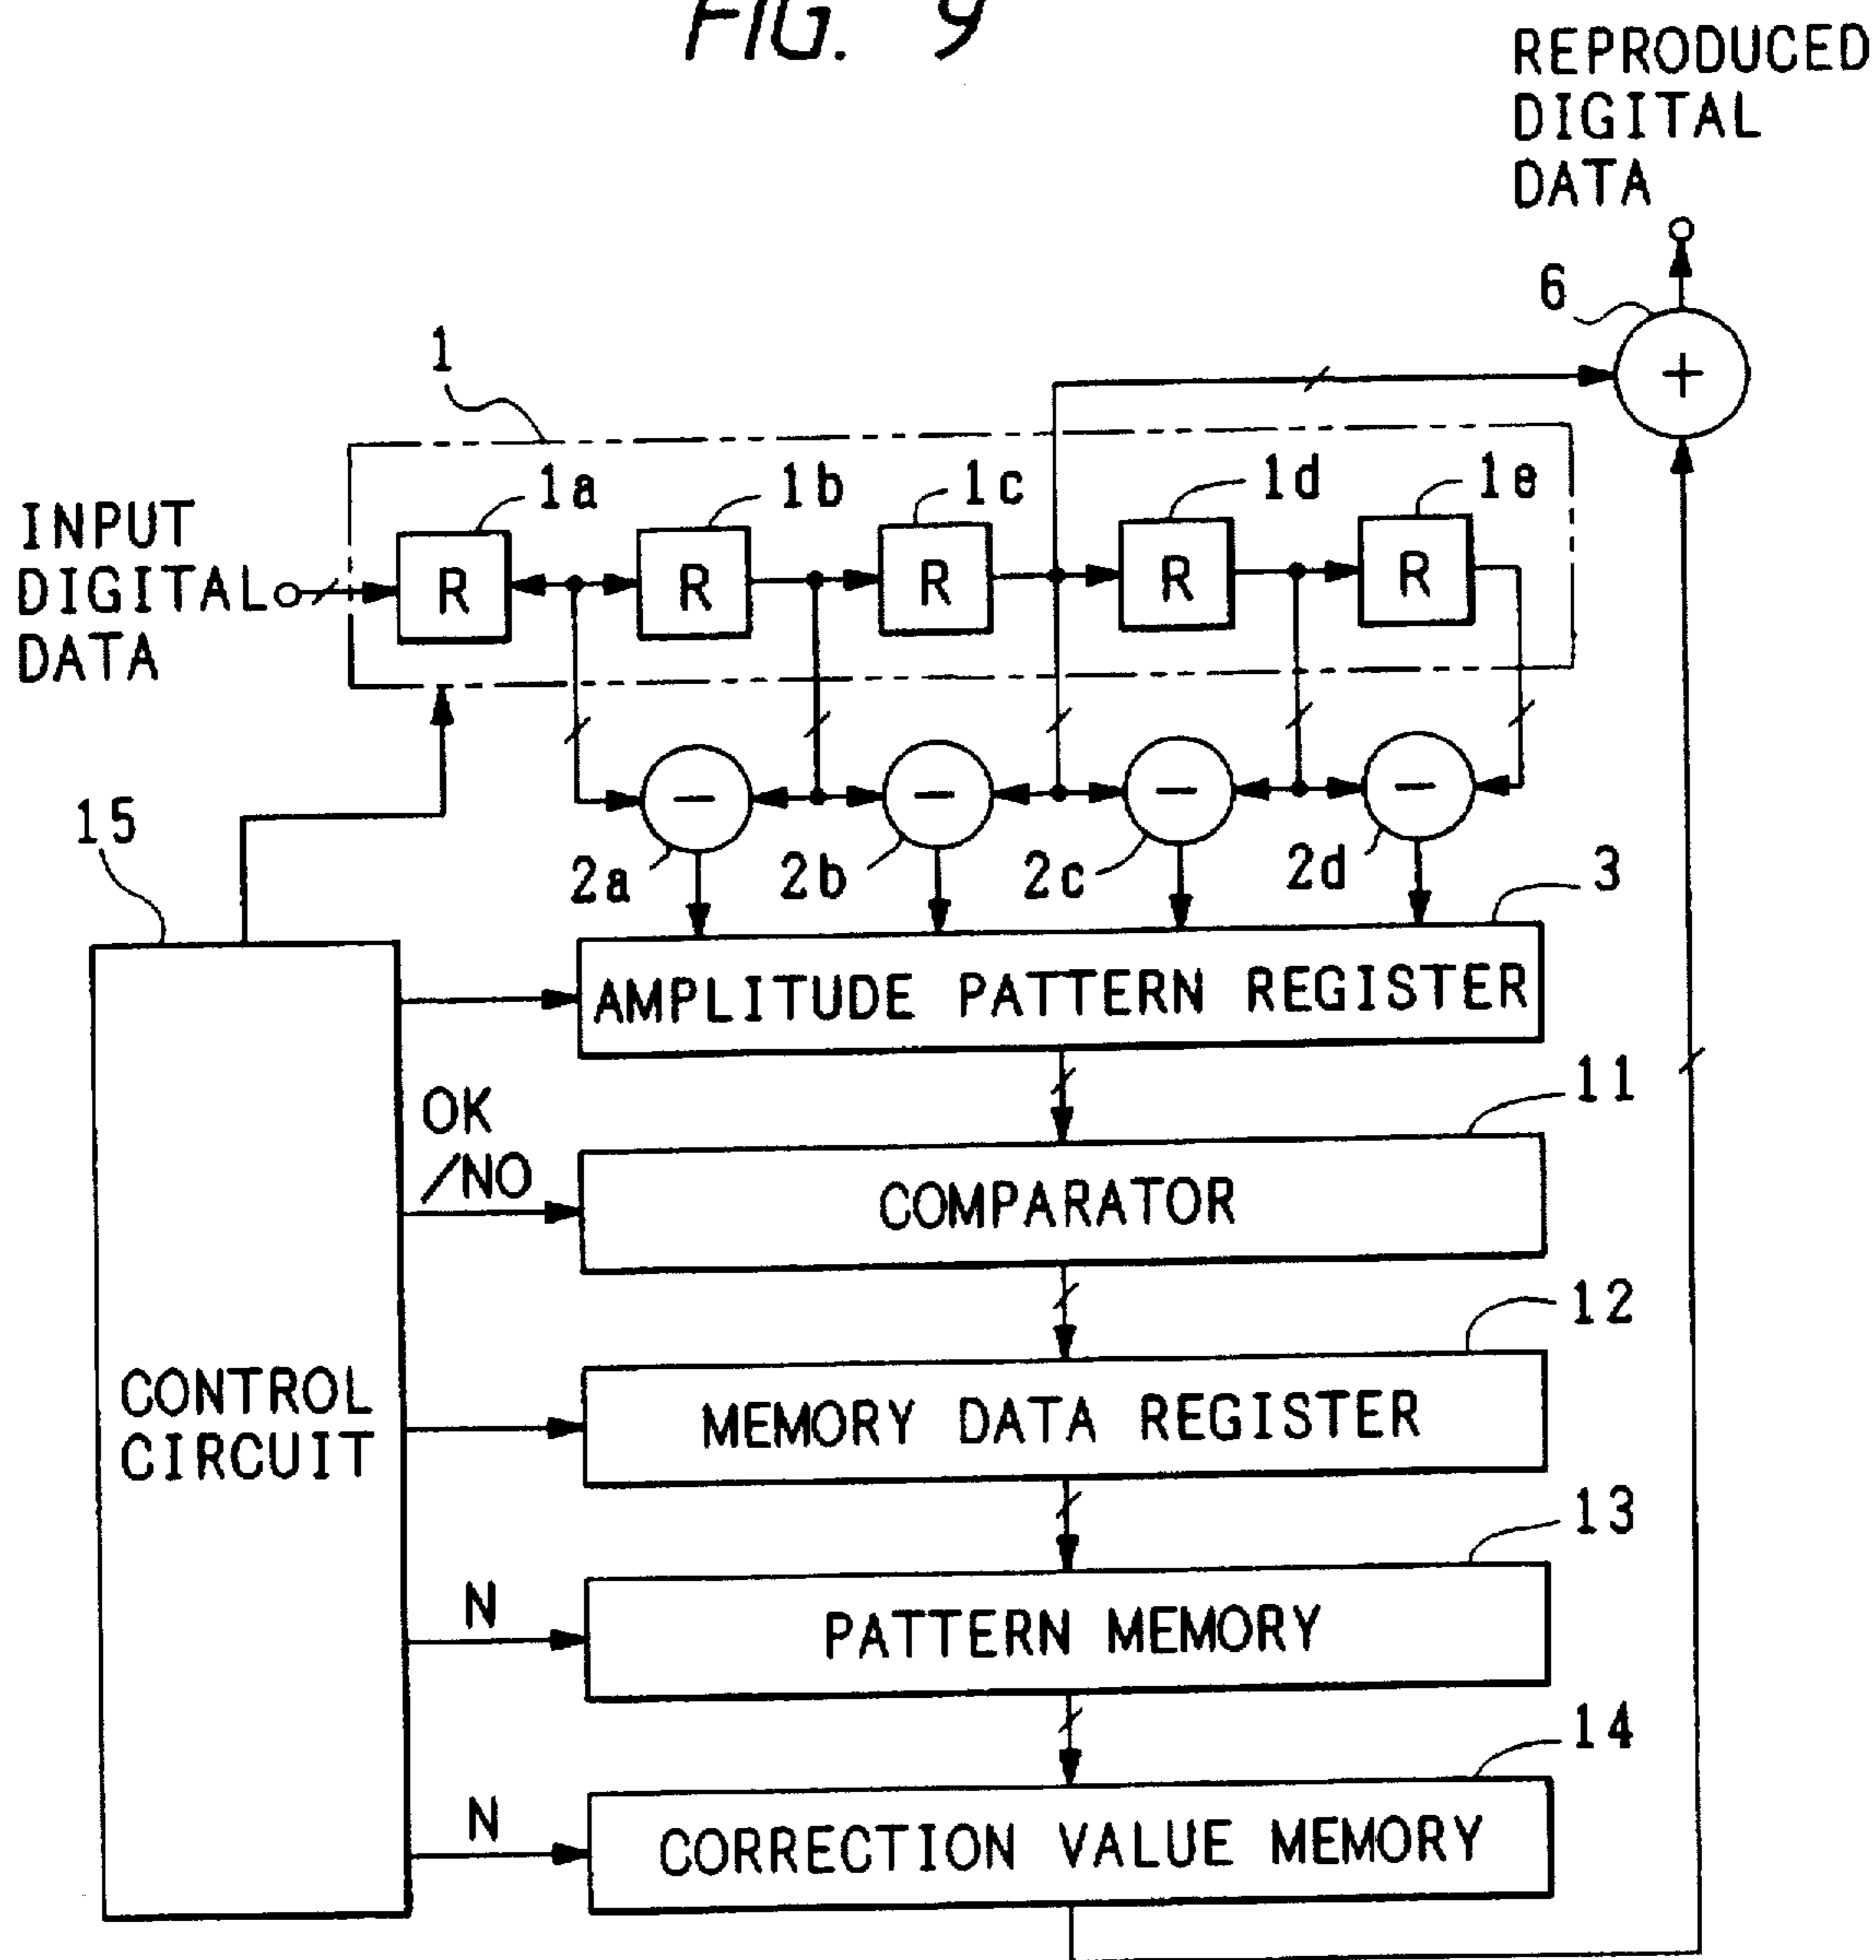 FIG. 9
REPRODUCED
DIGITAL
DATA
6
+
1
1a
1b
1c
1d
1e
INPUT
DIGITAL
DATA
R
R
R
R
R
15
−
−
−
−
2a
2b
2c
2d
3
AMPLITUDE PATTERN REGISTER
11
OK
/NO
COMPARATOR
12
CONTROL
CIRCUIT
MEMORY DATA REGISTER
13
N
PATTERN MEMORY
14
N
CORRECTION VALUE MEMORY